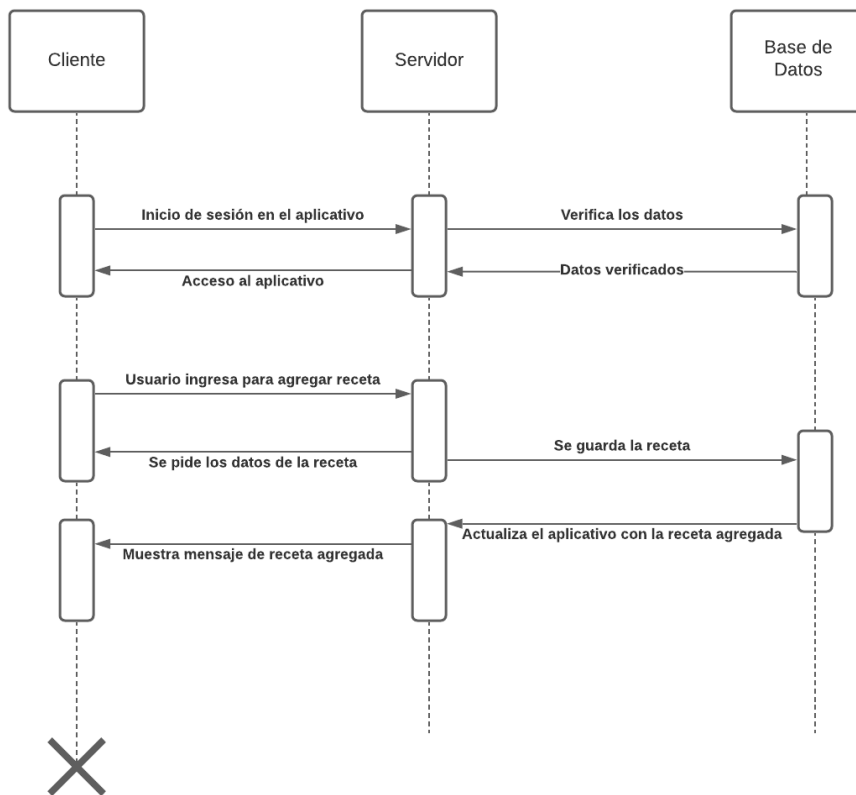 Cliente
Servidor
Base de
Datos
Inicio de sesión en el aplicativo
Verifica los datos
Acceso al aplicativo
Datos verificados
Usuario ingresa para agregar receta
Se pide los datos de la receta
Se guarda la receta
Actualiza el aplicativo con la receta agregada
Muestra mensaje de receta agregada